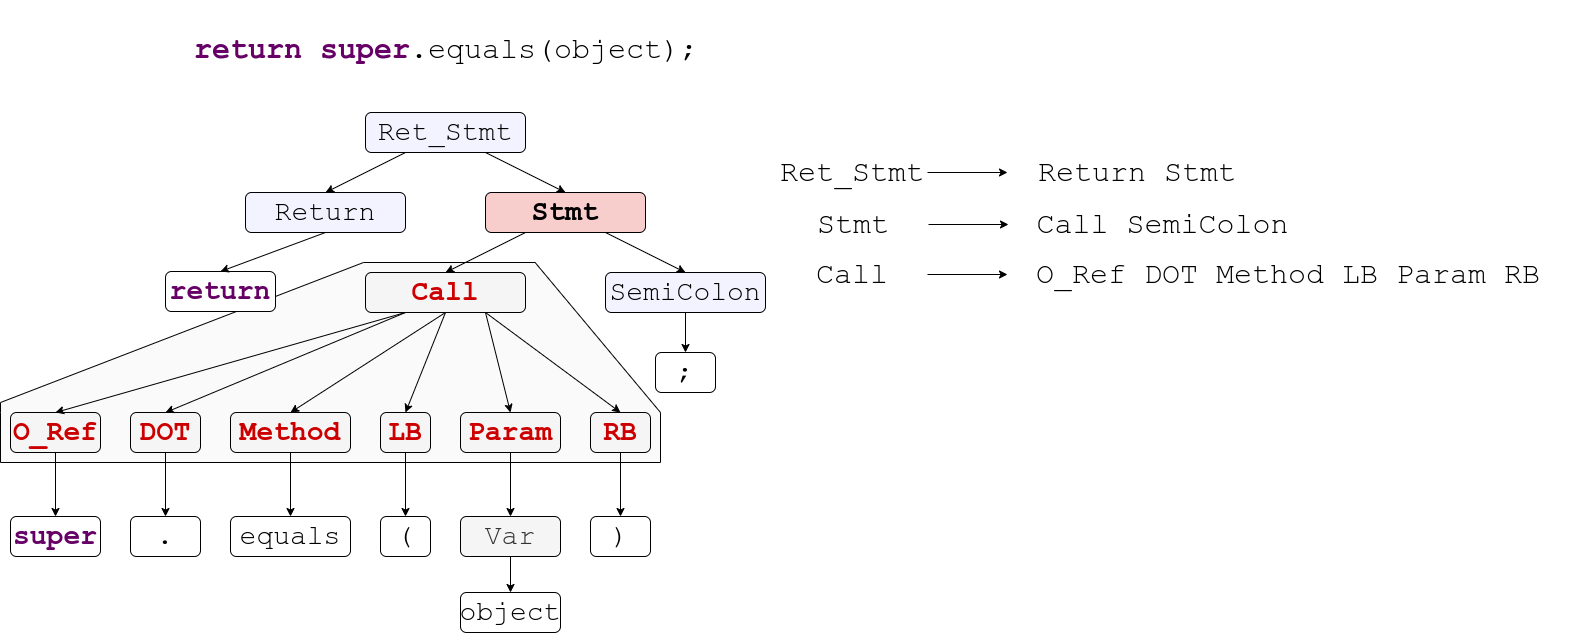 return super.equals(object);
Ret_Stmt
Ret_Stmt Return Stmt
Return Stmt
Stmt Call SemiColon
Call O_Ref DOT Method LB Param RB
return Call SemiColon
;
O_Ref DOT Method LB Param RB
super . equals ( Var )
object